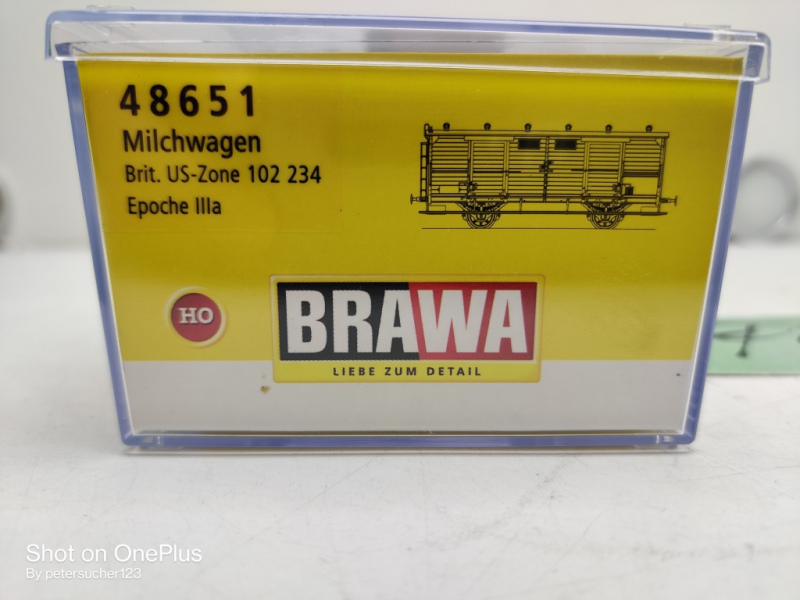 48651
Milchwagen
Brit. US-Zone 102 234
Epoche IIIa
HO
BRAWA
LIEBE ZUM DETAIL
Shot on OnePlus
By petersucher123